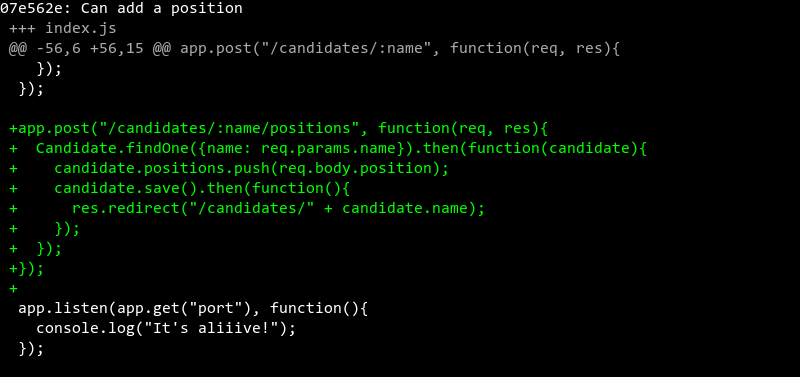 07e562e: Can add a position
+++ index.js
@@ -56,6 +56,15 @@ app.post("/candidates/:name", function(req, res){
   });
 });

+app.post("/candidates/:name/positions", function(req, res){
+  Candidate.findOne({name: req.params.name}).then(function(candidate){
+    candidate.positions.push(req.body.position);
+    candidate.save().then(function(){
+      res.redirect("/candidates/" + candidate.name);
+    });
+  });
+});
+
 app.listen(app.get("port"), function(){
   console.log("It's aliiive!");
 });